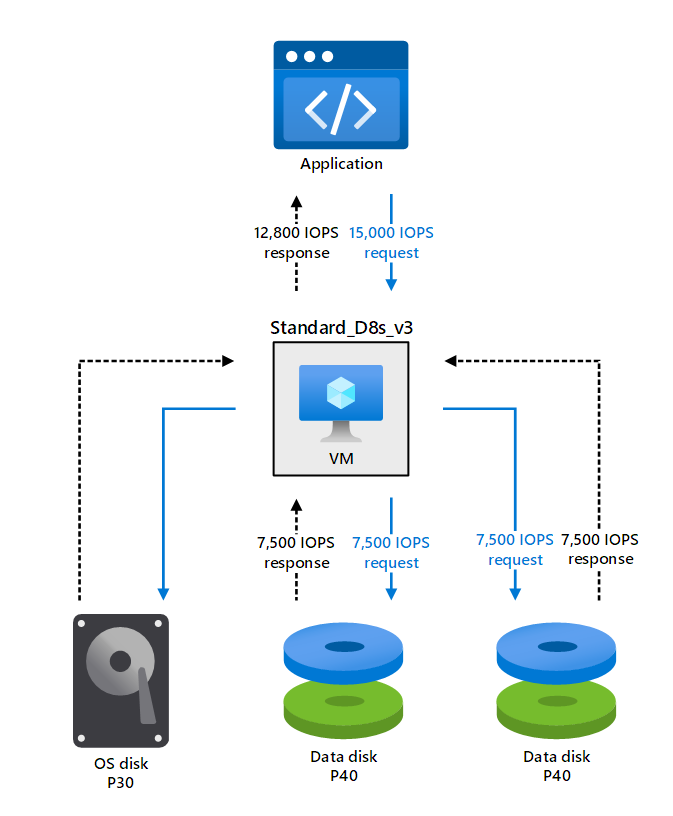 Application
12,800 IOPS
response
15,000 IOPS
request
Standard_D8s_v3
VM
7,500 IOPS
response
7,500 IOPS
request
7,500 IOPS
request
7,500 IOPS
response
OS disk
P30
Data disk
P40
Data disk
P40